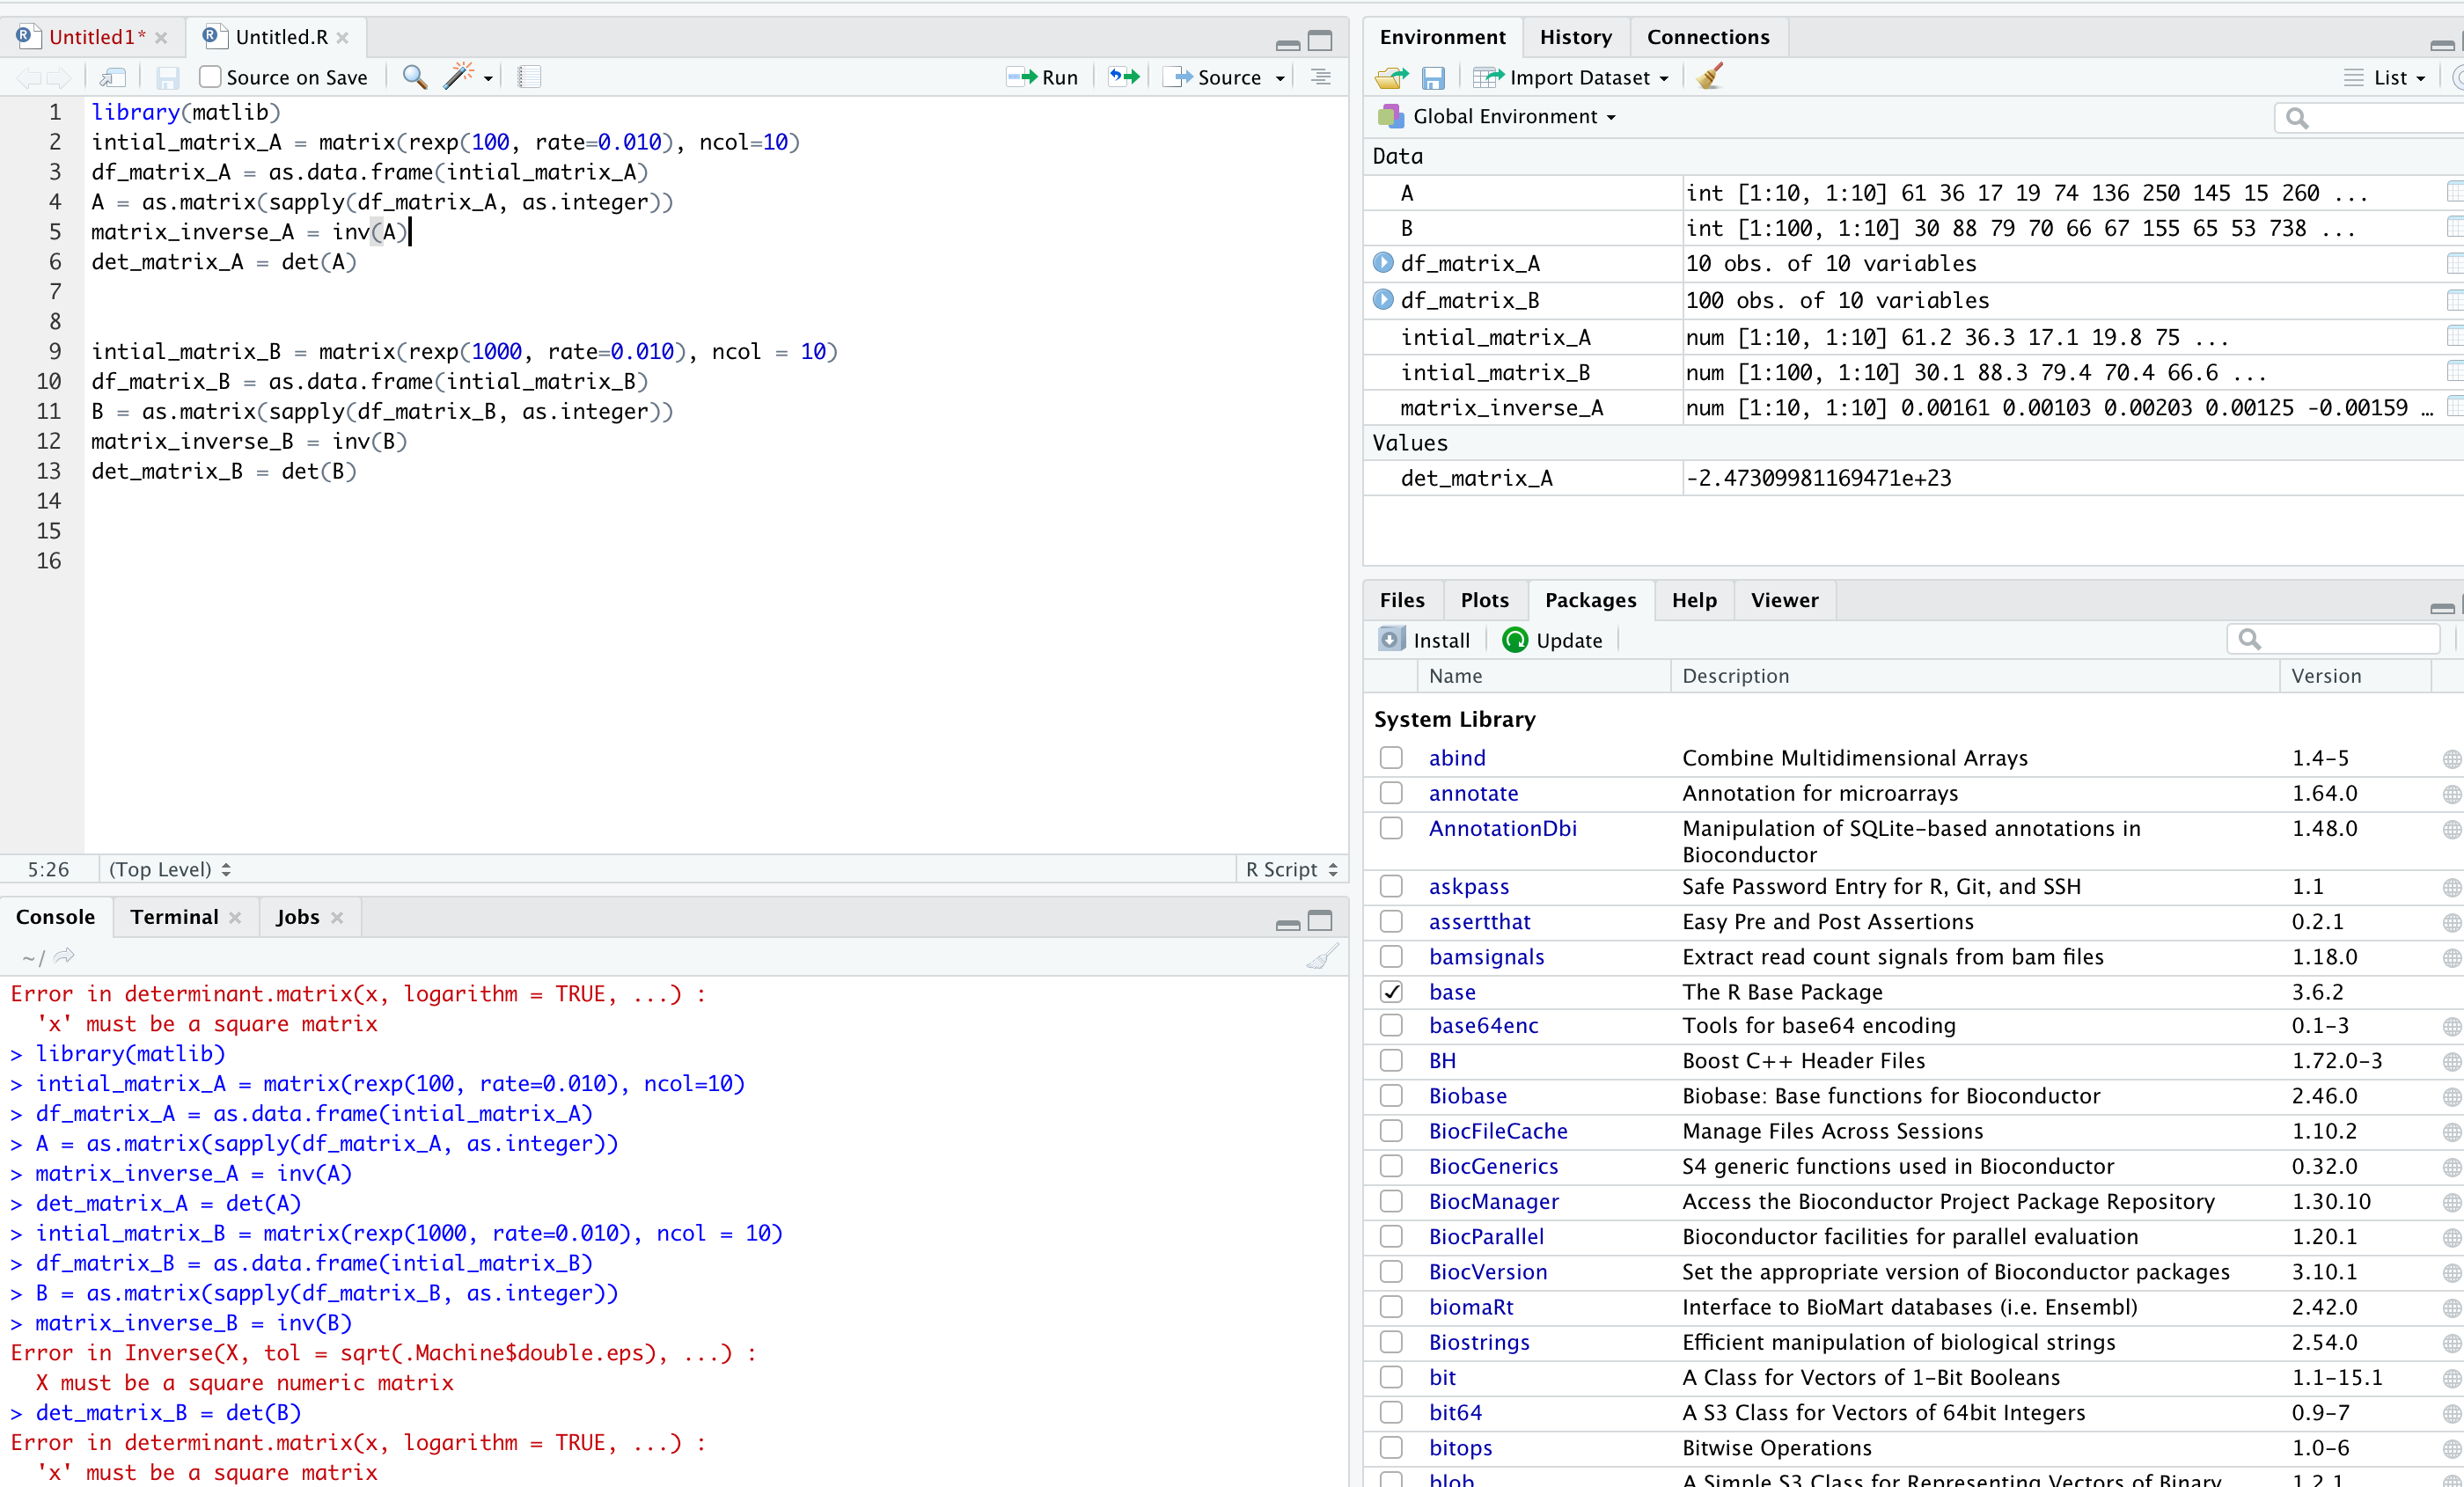 Untitled1*
Untitled.R
Source on Save
Run
Source
1 library(matlib)
2 intial_matrix_A = matrix(rexp(100, rate=0.010), ncol=10)
3 df_matrix_A = as.data.frame(intial_matrix_A)
4 A = as.matrix(sapply(df_matrix_A, as.integer))
5 matrix_inverse_A = inv(A)
6 det_matrix_A = det(A)
7
8
9 intial_matrix_B = matrix(rexp(1000, rate=0.010), ncol = 10)
10 df_matrix_B = as.data.frame(intial_matrix_B)
11 B = as.matrix(sapply(df_matrix_B, as.integer))
12 matrix_inverse_B = inv(B)
13 det_matrix_B = det(B)
14
15
16
5:26 (Top Level) R Script
Console Terminal Jobs
~/
Error in determinant.matrix(x, logarithm = TRUE, ...) :
'x' must be a square matrix
> library(matlib)
> intial_matrix_A = matrix(rexp(100, rate=0.010), ncol=10)
> df_matrix_A = as.data.frame(intial_matrix_A)
> A = as.matrix(sapply(df_matrix_A, as.integer))
> matrix_inverse_A = inv(A)
> det_matrix_A = det(A)
> intial_matrix_B = matrix(rexp(1000, rate=0.010), ncol = 10)
> df_matrix_B = as.data.frame(intial_matrix_B)
> B = as.matrix(sapply(df_matrix_B, as.integer))
> matrix_inverse_B = inv(B)
Error in Inverse(X, tol = sqrt(.Machine$double.eps), ...) :
X must be a square numeric matrix
> det_matrix_B = det(B)
Error in determinant.matrix(x, logarithm = TRUE, ...) :
'x' must be a square matrix
Environment History Connections
Import Dataset List
Global Environment
Data
A int [1:10, 1:10] 61 36 17 19 74 136 250 145 15 260 ...
B int [1:100, 1:10] 30 88 79 70 66 67 155 65 53 738 ...
df_matrix_A 10 obs. of 10 variables
df_matrix_B 100 obs. of 10 variables
intial_matrix_A num [1:10, 1:10] 61.2 36.3 17.1 19.8 75 ...
intial_matrix_B num [1:100, 1:10] 30.1 88.3 79.4 70.4 66.6 ...
matrix_inverse_A num [1:10, 1:10] 0.00161 0.00103 0.00203 0.00125 -0.00159 …
Values
det_matrix_A -2.47309981169471e+23
Files Plots Packages Help Viewer
Install Update
Name Description Version
System Library
abind Combine Multidimensional Arrays 1.4-5
annotate Annotation for microarrays 1.64.0
AnnotationDbi Manipulation of SQLite-based annotations in 1.48.0
Bioconductor
askpass Safe Password Entry for R, Git, and SSH 1.1
assertthat Easy Pre and Post Assertions 0.2.1
bamsignals Extract read count signals from bam files 1.18.0
base The R Base Package 3.6.2
base64enc Tools for base64 encoding 0.1-3
BH Boost C++ Header Files 1.72.0-3
Biobase Biobase: Base functions for Bioconductor 2.46.0
BiocFileCache Manage Files Across Sessions 1.10.2
BiocGenerics S4 generic functions used in Bioconductor 0.32.0
BiocManager Access the Bioconductor Project Package Repository 1.30.10
BiocParallel Bioconductor facilities for parallel evaluation 1.20.1
BiocVersion Set the appropriate version of Bioconductor packages 3.10.1
biomaRt Interface to BioMart databases (i.e. Ensembl) 2.42.0
Biostrings Efficient manipulation of biological strings 2.54.0
bit A Class for Vectors of 1-Bit Booleans 1.1-15.1
bit64 A S3 Class for Vectors of 64bit Integers 0.9-7
bitops Bitwise Operations 1.0-6
blob A Simple S3 Class for Representing Vectors of Binary 1.2.1